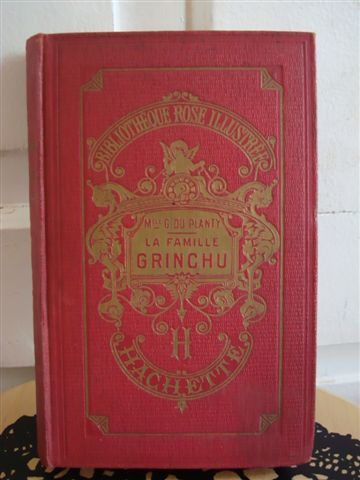 BIBLIOTHÈQUE ROSE ILLUSTRÉE
MLLE G. DU PLANTY
LA FAMILLE
GRINCHU
H
HACHETTE